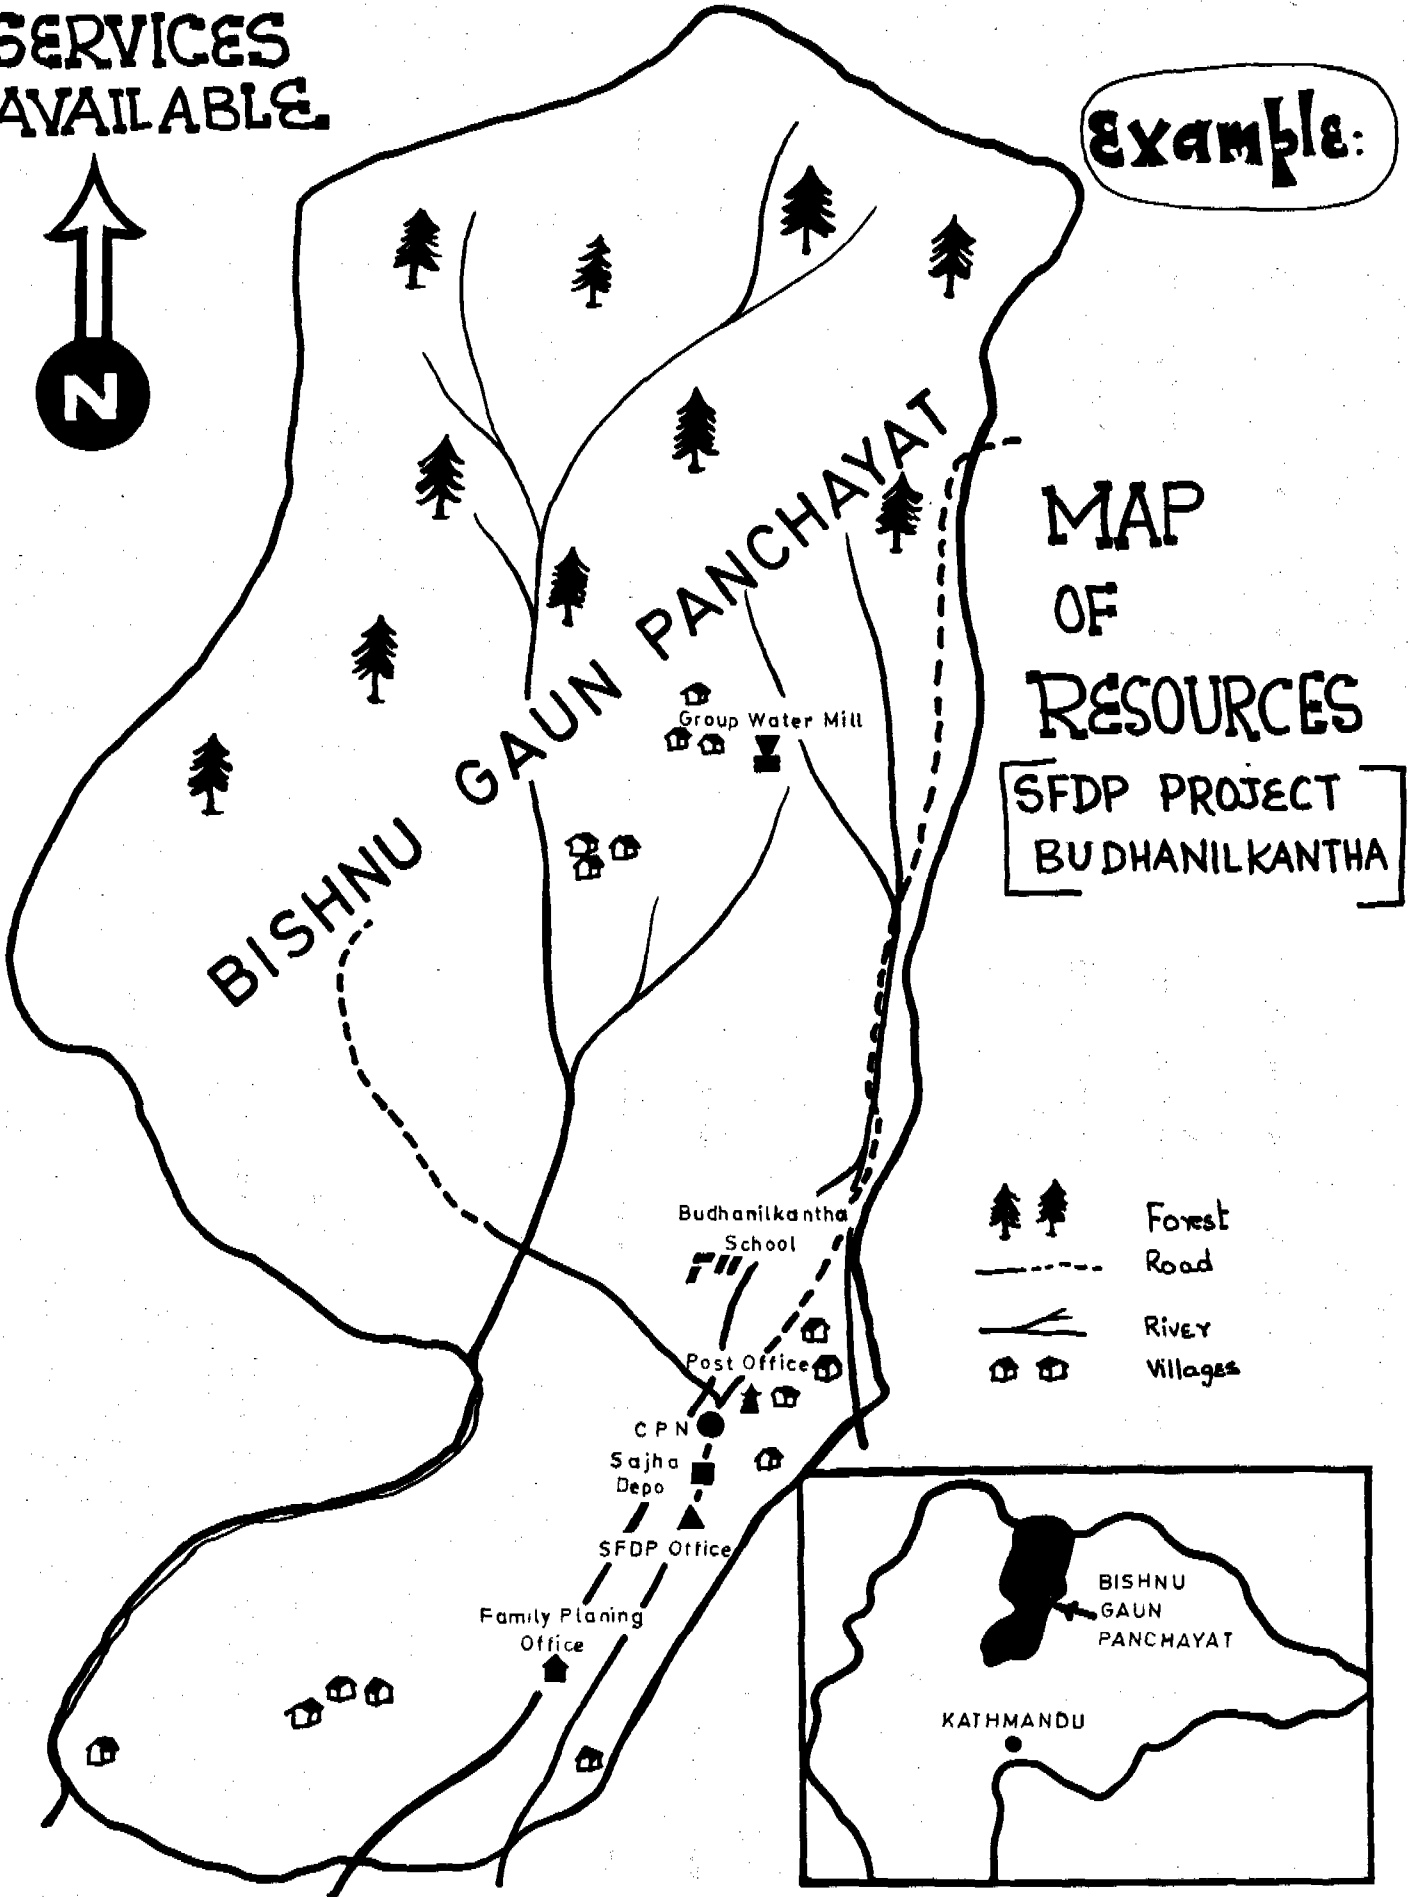 SERVICES
AVAILABLE
Example:
N
MAP
OF
RESOURCES
SFDP PROJECT
BUDHANILKANTHA
BISHNU GAUN PANCHAYAT
Group Water Mill
Budhanilkantha
School
Post Office
CPN
Sajha
Depo
SFDP Office
Family Planing
Office
Forest
Road
River
Villages
BISHNU
GAUN
PANCHAYAT
KATHMANDU